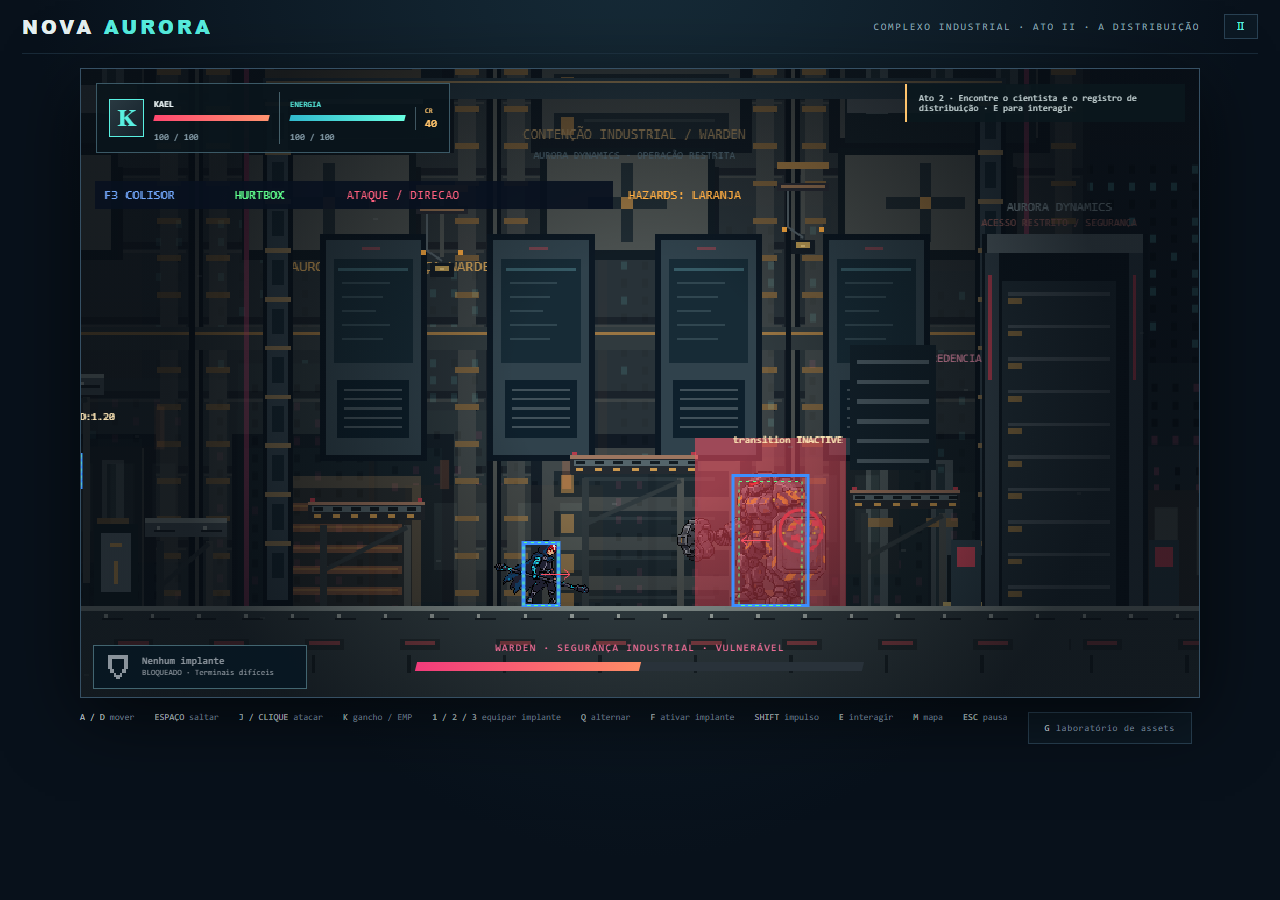 NOVA AURORA
COMPLEXO INDUSTRIAL · ATO II · A DISTRIBUIÇÃO
II
K
KAEL
100 / 100
ENERGIA
100 / 100
CR
40
Ato 2 · Encontre o cientista e o registro de
distribuição · E para interagir
CONTENÇÃO INDUSTRIAL / WARDEN
AURORA DYNAMICS · OPERAÇÃO RESTRITA
F3 COLISOR
HURTBOX
ATAQUE / DIRECAO
HAZARDS: LARANJA
AURORA DYNAMICS
ACESSO RESTRITO · SEGURANÇA
EDENCIA
D:1.20
transition INACTIVE
WARDEN · SEGURANÇA INDUSTRIAL · VULNERÁVEL
Nenhum implante
BLOQUEADO · Terminais difíceis
A / D mover ESPAÇO saltar J / CLIQUE atacar K gancho / EMP 1 / 2 / 3 equipar implante Q alternar F ativar implante SHIFT impulso E interagir M mapa ESC pausa
G laboratório de assets